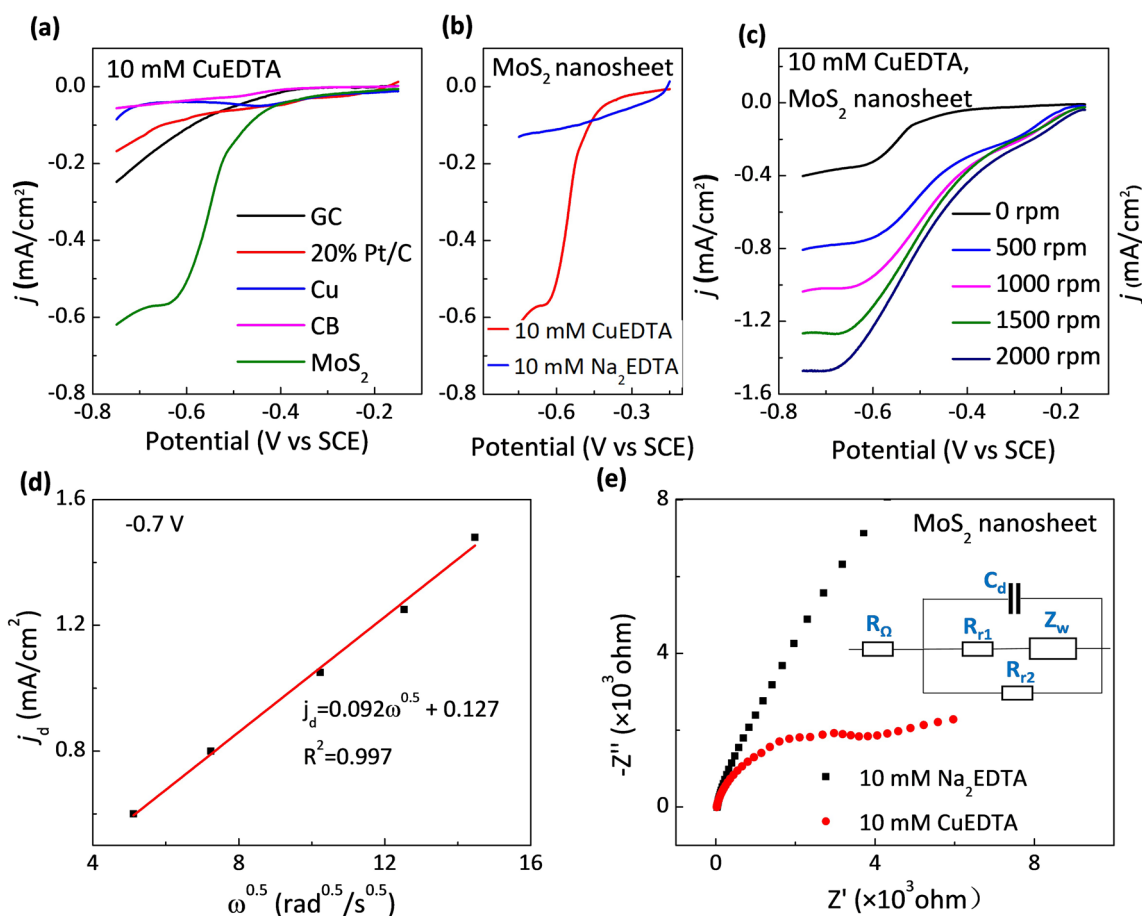 (a)
10 mM CuEDTA
0.0
-0.2
-0.4
-0.6
-0.8
GC
20% Pt/C
Cu
CB
MoS₂
-0.8
-0.6
-0.4
-0.2
j (mA/cm²)
Potential (V vs SCE)
(b)
MoS₂ nanosheet
0.0
-0.2
-0.4
-0.6
-0.8
10 mM CuEDTA
10 mM Na₂EDTA
-0.6
-0.3
Potential (V vs SCE)
(c)
10 mM CuEDTA,
MoS₂ nanosheet
0.0
-0.4
-0.8
-1.2
-1.6
0 rpm
500 rpm
1000 rpm
1500 rpm
2000 rpm
-0.8
-0.6
-0.4
-0.2
j (mA/cm²)
j (mA/cm²)
Potential (V vs SCE)
(d)
-0.7 V
1.6
1.2
0.8
0.4
j_d=0.092ω^0.5 + 0.127
R²=0.997
4
8
12
16
j_d (mA/cm²)
ω^0.5 (rad^0.5/s^0.5)
(e)
MoS₂ nanosheet
8
4
0
C_d
R_Ω
R_r1
Z_w
R_r2
10 mM Na₂EDTA
10 mM CuEDTA
0
4
8
-Z'' (×10³ohm)
Z' (×10³ohm)